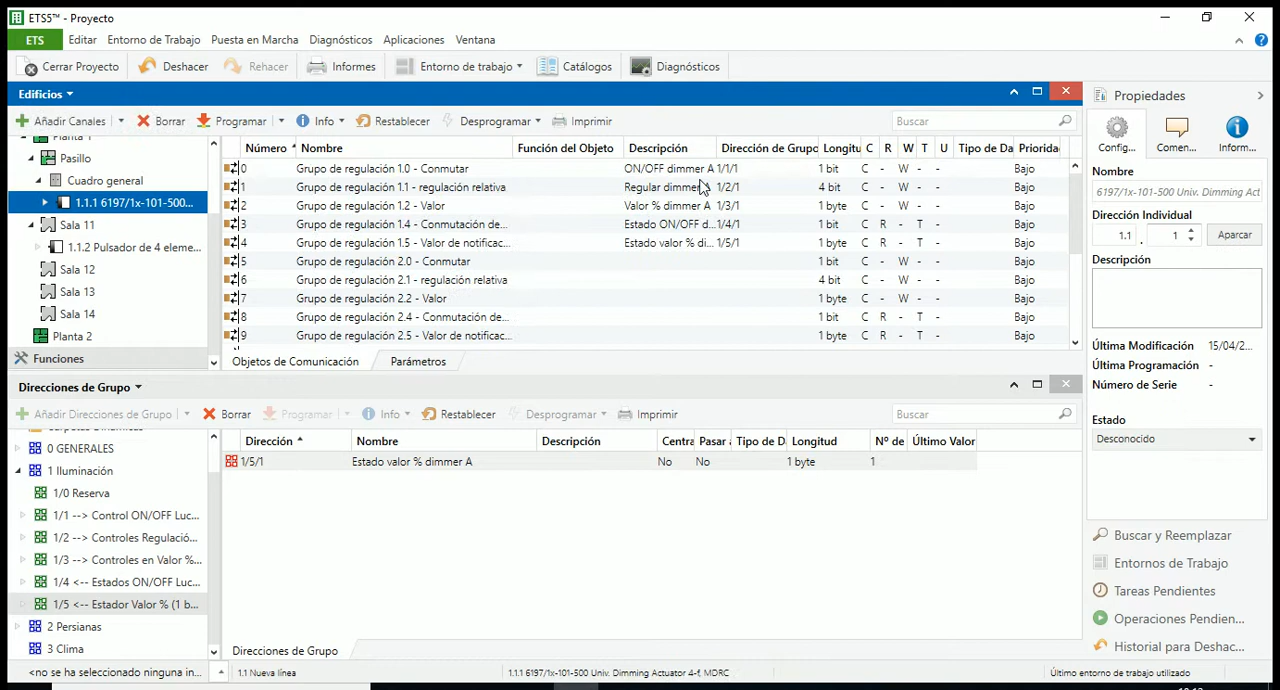 ETS5™ - Proyecto
ETS Editar Entorno de Trabajo Puesta en Marcha Diagnósticos Aplicaciones Ventana
Cerrar Proyecto Deshacer Rehacer Informes Entorno de trabajo Catálogos Diagnósticos
Edificios
Añadir Canales Borrar Programar Info Restablecer Desprogramar Imprimir Buscar
Planta 1
Pasillo
Cuadro general
1.1.1 6197/1x-101-500...
Sala 11
1.1.2 Pulsador de 4 eleme...
Sala 12
Sala 13
Sala 14
Planta 2
Funciones
Número Nombre Función del Objeto Descripción Dirección de Grupo Longitu C R W T U Tipo de Da Priorida
0 Grupo de regulación 1.0 - Conmutar ON/OFF dimmer A 1/1/1 1 bit C - W - - Bajo
1 Grupo de regulación 1.1 - regulación relativa Regular dimmer A 1/2/1 4 bit C - W - - Bajo
2 Grupo de regulación 1.2 - Valor Valor % dimmer A 1/3/1 1 byte C - W - - Bajo
3 Grupo de regulación 1.4 - Conmutación de... Estado ON/OFF d... 1/4/1 1 bit C R - T - Bajo
4 Grupo de regulación 1.5 - Valor de notificac... Estado valor % di... 1/5/1 1 byte C R - T - Bajo
5 Grupo de regulación 2.0 - Conmutar 1 bit C - W - - Bajo
6 Grupo de regulación 2.1 - regulación relativa 4 bit C - W - - Bajo
7 Grupo de regulación 2.2 - Valor 1 byte C - W - - Bajo
8 Grupo de regulación 2.4 - Conmutación de... 1 bit C R - T - Bajo
9 Grupo de regulación 2.5 - Valor de notificac... 1 byte C R - T - Bajo
Objetos de Comunicación Parámetros
Direcciones de Grupo
Añadir Direcciones de Grupo Borrar Programar Info Restablecer Desprogramar Imprimir Buscar
0 GENERALES
1 Iluminación
1/0 Reserva
1/1 --> Control ON/OFF Luc...
1/2 --> Controles Regulació...
1/3 --> Controles en Valor %...
1/4 <-- Estados ON/OFF Luc...
1/5 <-- Estador Valor % (1 b...
2 Persianas
3 Clima
Dirección Nombre Descripción Centra Pasar a Tipo de D Longitud Nº de Último Valor
1/5/1 Estado valor % dimmer A No No 1 byte 1
Direcciones de Grupo
Propiedades
Config... Comen... Inform...
Nombre
6197/1x-101-500 Univ. Dimming Act
Dirección Individual
1.1 . 1 Aparcar
Descripción
Última Modificación 15/04/2...
Última Programación -
Número de Serie -
Estado
Desconocido
Buscar y Reemplazar
Entornos de Trabajo
Tareas Pendientes
Operaciones Pendien...
Historial para Deshac...
<no se ha seleccionado ninguna in... 1.1 Nueva línea 1.1.1 6197/1x-101-500 Univ. Dimming Actuator 4-f, MDRC Último entorno de trabajo utilizado